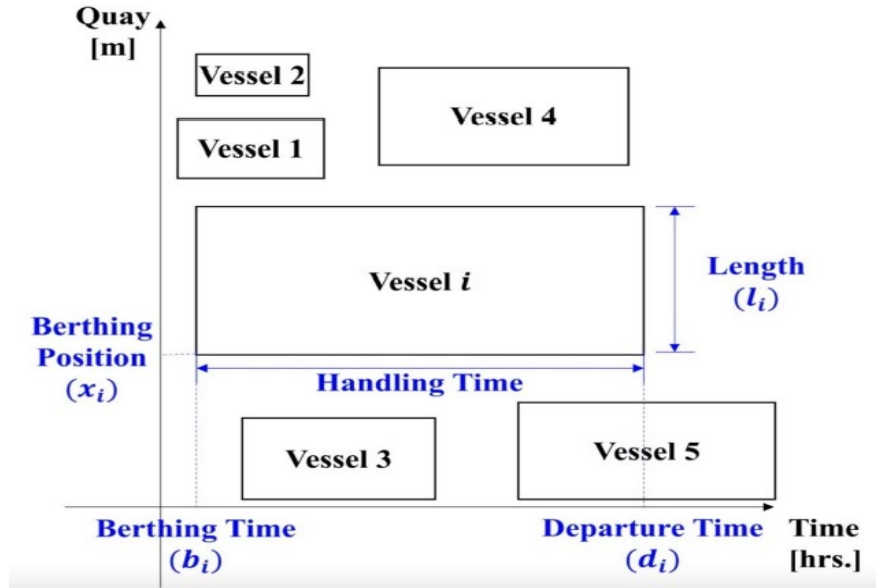 Quay
[m]
Vessel 2
Vessel 1
Vessel 4
Vessel i
Length
(lᵢ)
Berthing
Position
(xᵢ)
Handling Time
Vessel 3
Vessel 5
Berthing Time
(bᵢ)
Departure Time
(dᵢ)
Time
[hrs.]